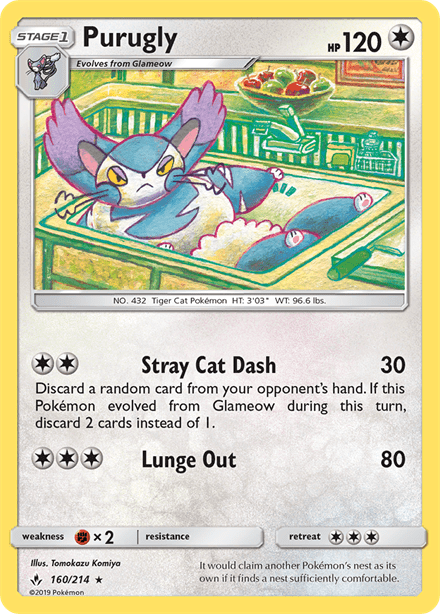 STAGE 1
Purugly
HP 120
Evolves from Glameow
NO. 432 Tiger Cat Pokémon HT: 3'03" WT: 96.6 lbs.
Stray Cat Dash 30
Discard a random card from your opponent's hand. If this
Pokémon evolved from Glameow during this turn,
discard 2 cards instead of 1.
Lunge Out 80
weakness × 2 resistance retreat
Illus. Tomokazu Komiya
160/214 ★
©2019 Pokémon
It would claim another Pokémon's nest as its
own if it finds a nest sufficiently comfortable.